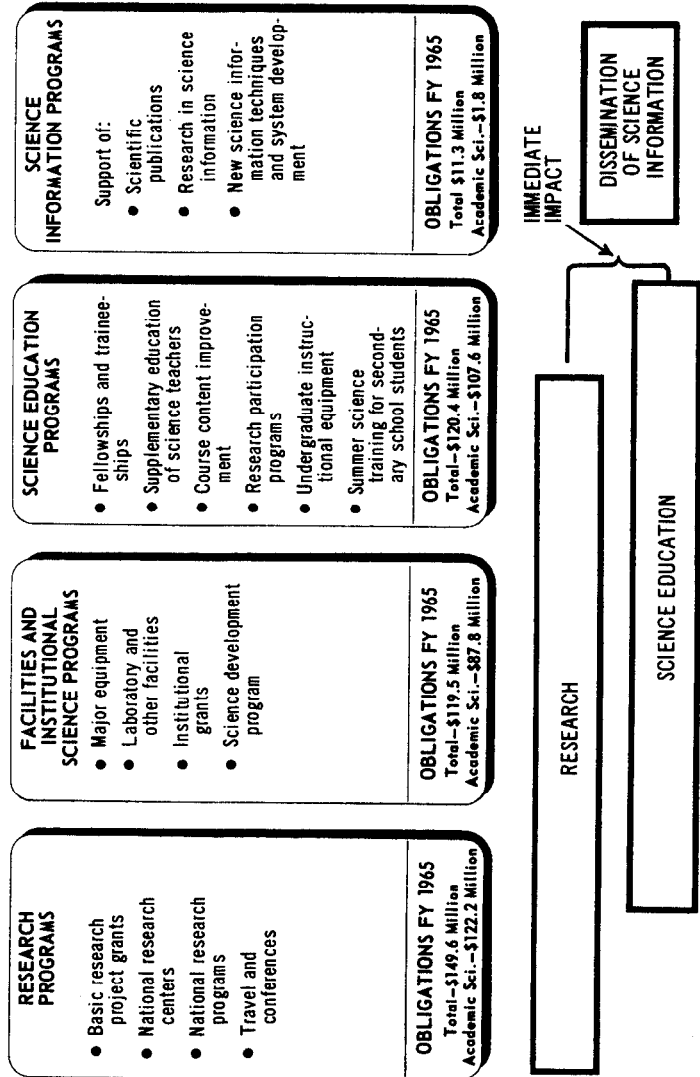 RESEARCH
PROGRAMS
● Basic research
project grants
● National research
centers
● National research
programs
● Travel and
conferences
OBLIGATIONS FY 1965
Total–$149.6 Million
Academic Sci.–$122.2 Million
FACILITIES AND
INSTITUTIONAL
SCIENCE PROGRAMS
● Major equipment
● Laboratory and
other facilities
● Institutional
grants
● Science development
program
OBLIGATIONS FY 1965
Total–$119.5 Million
Academic Sci.–$87.8 Million
SCIENCE EDUCATION
PROGRAMS
● Fellowships and trainee-
ships
● Supplementary education
of science teachers
● Course content improve-
ment
● Research participation
programs
● Undergraduate instruc-
tional equipment
● Summer science
training for second-
ary school students
OBLIGATIONS FY 1965
Total–$120.4 Million
Academic Sci.–$107.6 Million
SCIENCE
INFORMATION PROGRAMS
Support of:
● Scientific
publications
● Research in science
information
● New science infor-
mation techniques
and system develop-
ment
OBLIGATIONS FY 1965
Total $11.3 Million
Academic Sci.–$1.8 Million
RESEARCH
SCIENCE EDUCATION
IMMEDIATE
IMPACT
DISSEMINATION
OF SCIENCE
INFORMATION